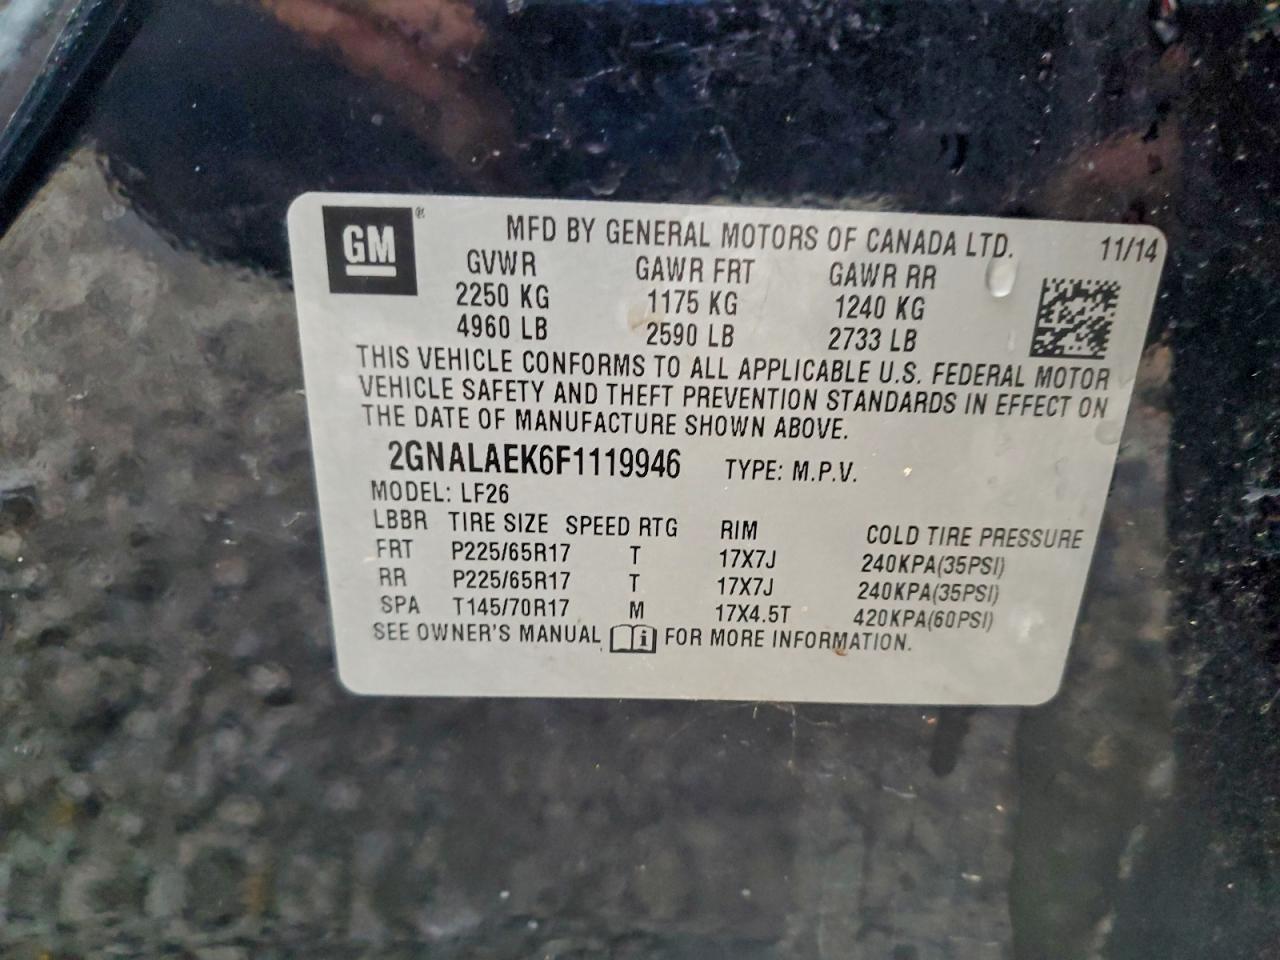 GM® MFD BY GENERAL MOTORS OF CANADA LTD. 11/14
GVWR GAWR FRT GAWR RR
2250 KG 1175 KG 1240 KG
4960 LB 2590 LB 2733 LB
THIS VEHICLE CONFORMS TO ALL APPLICABLE U.S. FEDERAL MOTOR
VEHICLE SAFETY AND THEFT PREVENTION STANDARDS IN EFFECT ON
THE DATE OF MANUFACTURE SHOWN ABOVE.
2GNALAEK6F1119946 TYPE: M.P.V.
MODEL: LF26
LBBR TIRE SIZE SPEED RTG RIM COLD TIRE PRESSURE
FRT P225/65R17 T 17X7J 240KPA(35PSI)
RR P225/65R17 T 17X7J 240KPA(35PSI)
SPA T145/70R17 M 17X4.5T 420KPA(60PSI)
SEE OWNER'S MANUAL i FOR MORE INFORMATION.